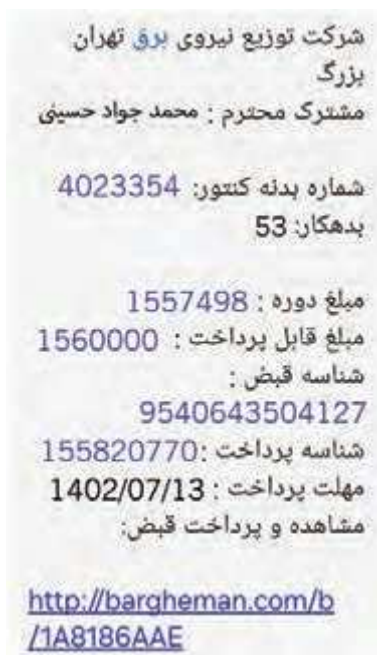 شرکت توزیع نیروی برق تهران
بزرگ
مشترک محترم : محمد جواد حسینی
شماره بدنه کنتور: 4023354
بدهکار: 53
مبلغ دوره : 1557498
مبلغ قابل پرداخت : 1560000
شناسه قبض :
9540643504127
شناسه پرداخت :155820770
مهلت پرداخت : 1402/07/13
مشاهده و پرداخت قبض:
http://bargheman.com/b
/1A8186AAE